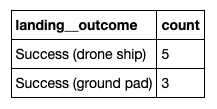 landing__outcome count
Success (drone ship) 5
Success (ground pad) 3